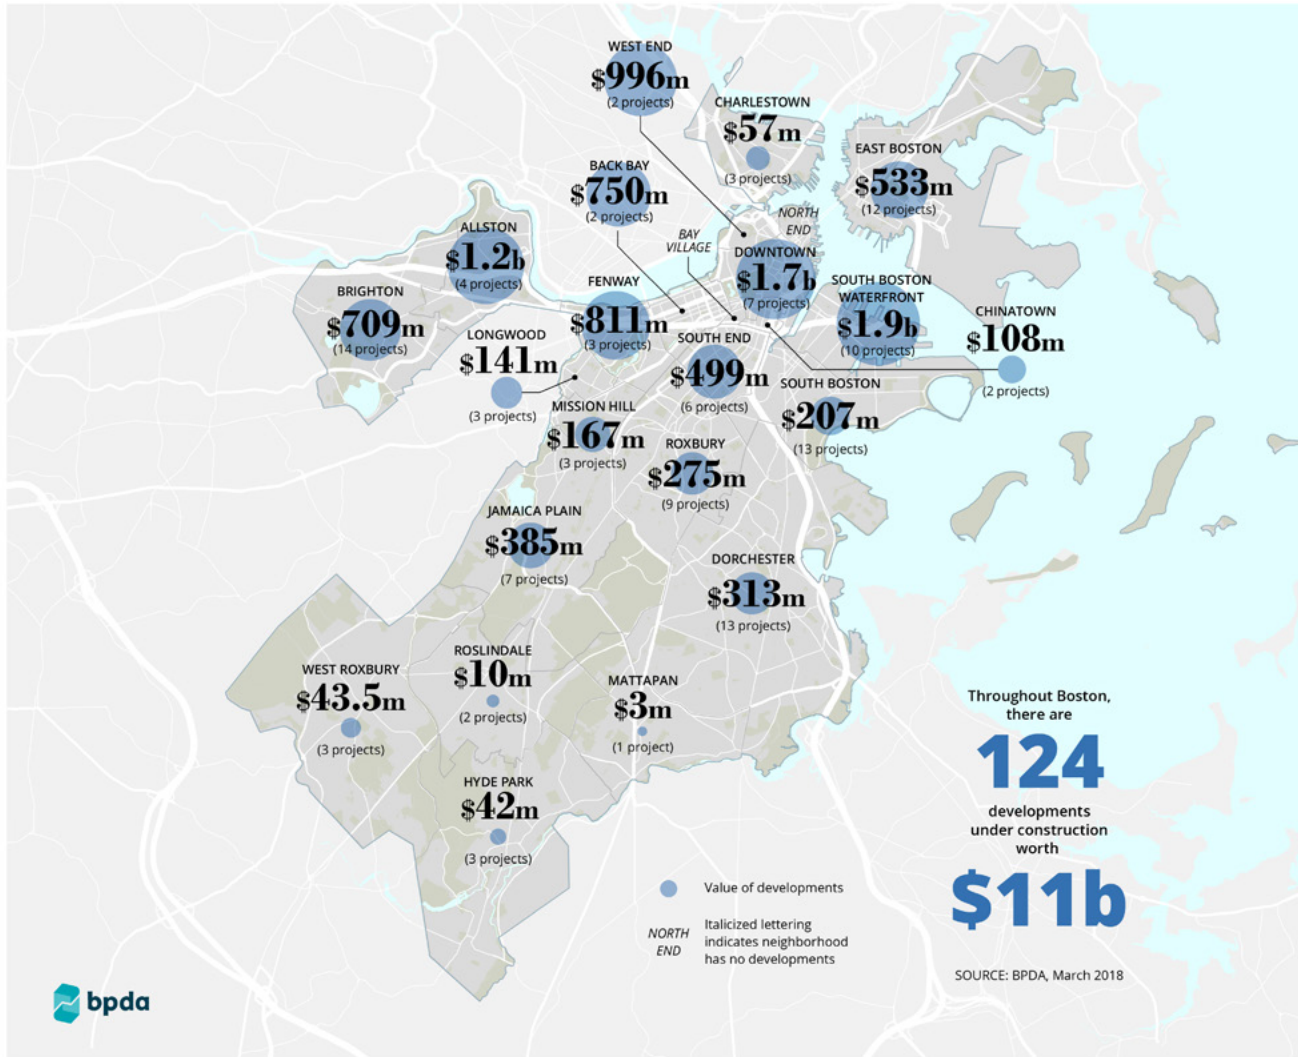 WEST END
$996m
(2 projects)
CHARLESTOWN
$57m
(3 projects)
EAST BOSTON
$533m
(12 projects)
BACK BAY
$750m
(2 projects)
NORTH
END
BAY
VILLAGE
ALLSTON
$1.2b
(4 projects)
DOWNTOWN
$1.7b
(7 projects)
FENWAY
$811m
(3 projects)
SOUTH BOSTON
WATERFRONT
$1.9b
(10 projects)
BRIGHTON
$709m
(14 projects)
CHINATOWN
$108m
(2 projects)
LONGWOOD
$141m
(3 projects)
SOUTH END
$499m
(6 projects)
SOUTH BOSTON
$207m
(13 projects)
MISSION HILL
$167m
(3 projects)
ROXBURY
$275m
(9 projects)
JAMAICA PLAIN
$385m
(7 projects)
DORCHESTER
$313m
(13 projects)
ROSLINDALE
$10m
(2 projects)
WEST ROXBURY
$43.5m
(3 projects)
MATTAPAN
$3m
(1 project)
HYDE PARK
$42m
(3 projects)
Throughout Boston,
there are
124
developments
under construction
worth
$11b
Value of developments
NORTH
END
Italicized lettering
indicates neighborhood
has no developments
SOURCE: BPDA, March 2018
bpda